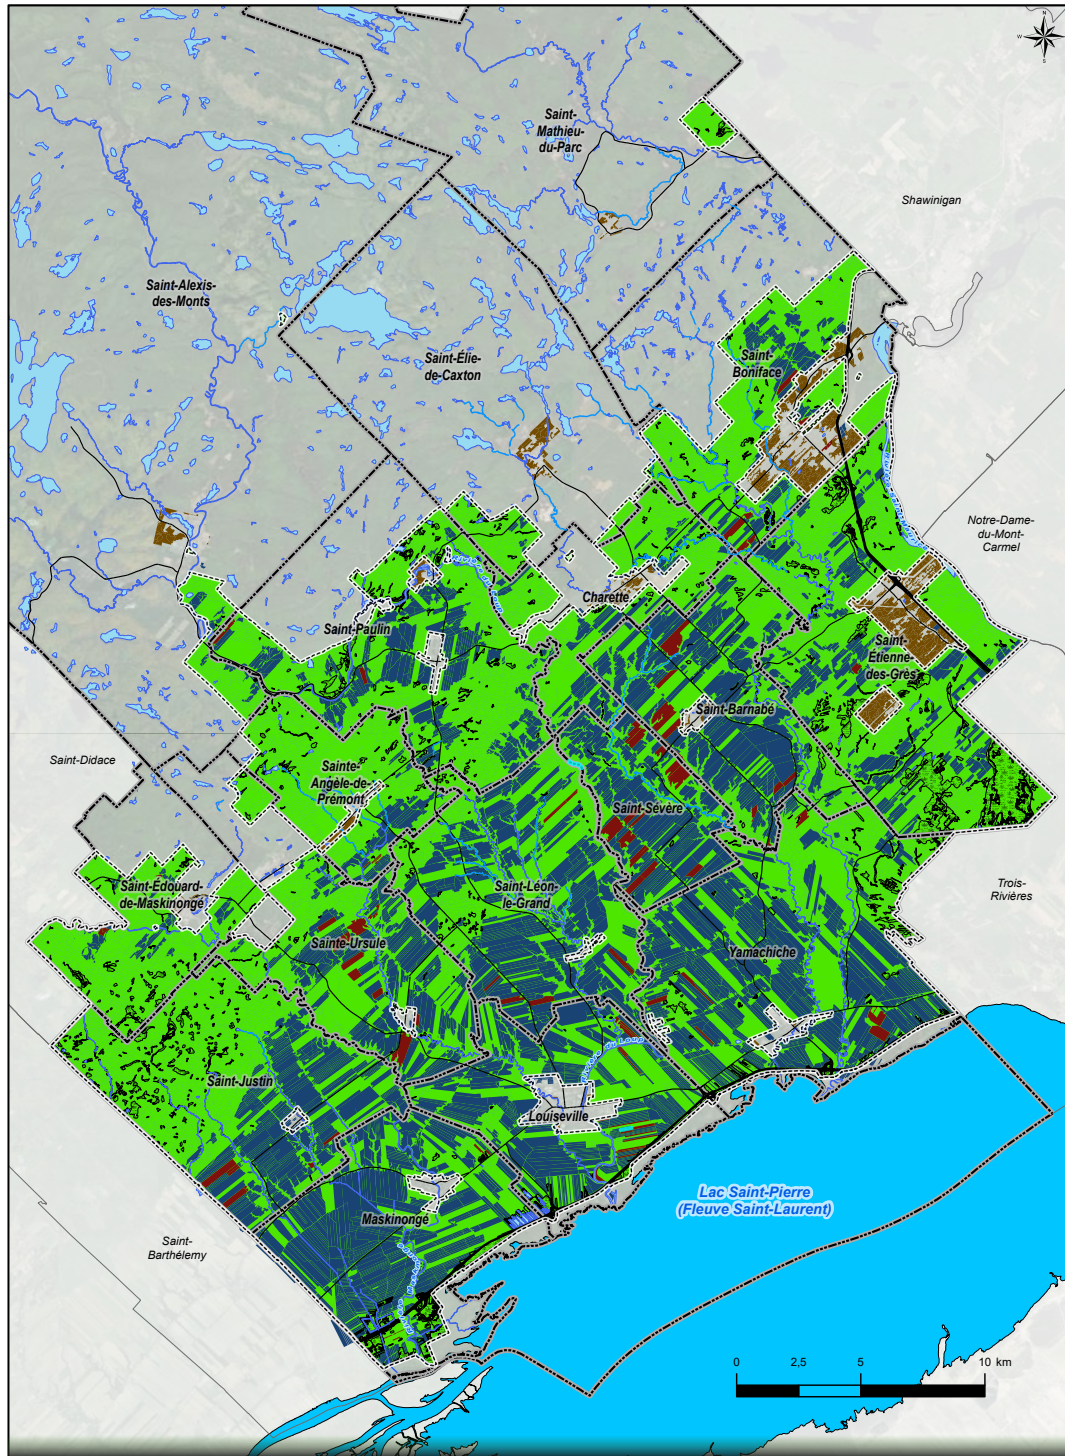 N
W
S
Saint-
Mathieu-
du-Parc
Shawinigan
Saint-Alexis-
des-Monts
Saint-Élie-
de-Caxton
Saint-
Boniface
Notre-Dame-
du-Mont-
Carmel
Charette
Saint-Paulin
Saint-
Étienne-
des-Grès
Saint-Barnabé
Saint-Didace
Sainte-
Angèle-de-
Prémont
Saint-Sévère
Saint-Édouard-
de-Maskinongé
Saint-Léon-
le-Grand
Trois-
Rivières
Sainte-Ursule
Yamachiche
Rivière du Loup
Saint-Justin
Louiseville
Lac Saint-Pierre
(Fleuve Saint-Laurent)
Maskinongé
Saint-
Barthélemy
0 2,5 5 10 km